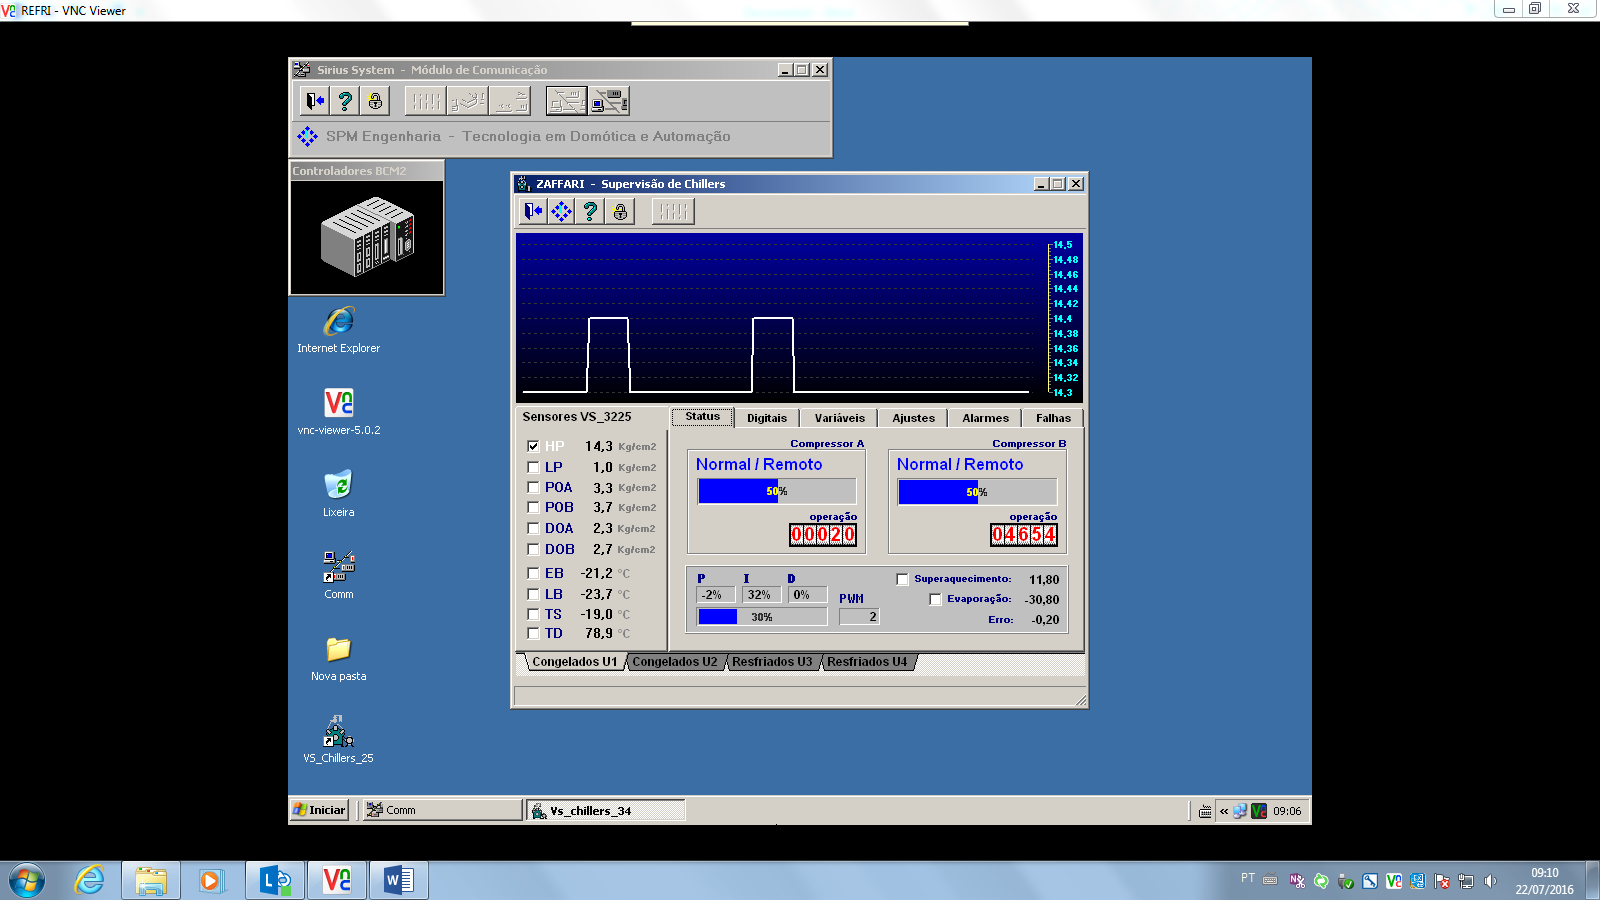 REFRI - VNC Viewer
Sirius System - Módulo de Comunicação
SPM Engenharia - Tecnologia em Domótica e Automação
Controladores BCM2
Internet Explorer
vnc-viewer-5.0.2
Lixeira
Comm
Nova pasta
VS_Chillers_25
ZAFFARI - Supervisão de Chillers
14,5
14,48
14,46
14,44
14,42
14,4
14,38
14,36
14,34
14,32
14,3
Sensores VS_3225
HP 14,3 Kg/cm2
LP 1,0 Kg/cm2
POA 3,3 Kg/cm2
POB 3,7 Kg/cm2
DOA 2,3 Kg/cm2
DOB 2,7 Kg/cm2
EB -21,2 °C
LB -23,7 °C
TS -19,0 °C
TD 78,9 °C
Status Digitais Variáveis Ajustes Alarmes Falhas
Compressor A
Normal / Remoto
50%
operação
00020
Compressor B
Normal / Remoto
50%
operação
04654
P I D
-2% 32% 0%
30%
PWM
2
Superaquecimento: 11,80
Evaporação: -30,80
Erro: -0,20
Congelados U1 Congelados U2 Resfriados U3 Resfriados U4
Iniciar Comm Vs_chillers_34 « 09:06
PT 09:10
22/07/2016